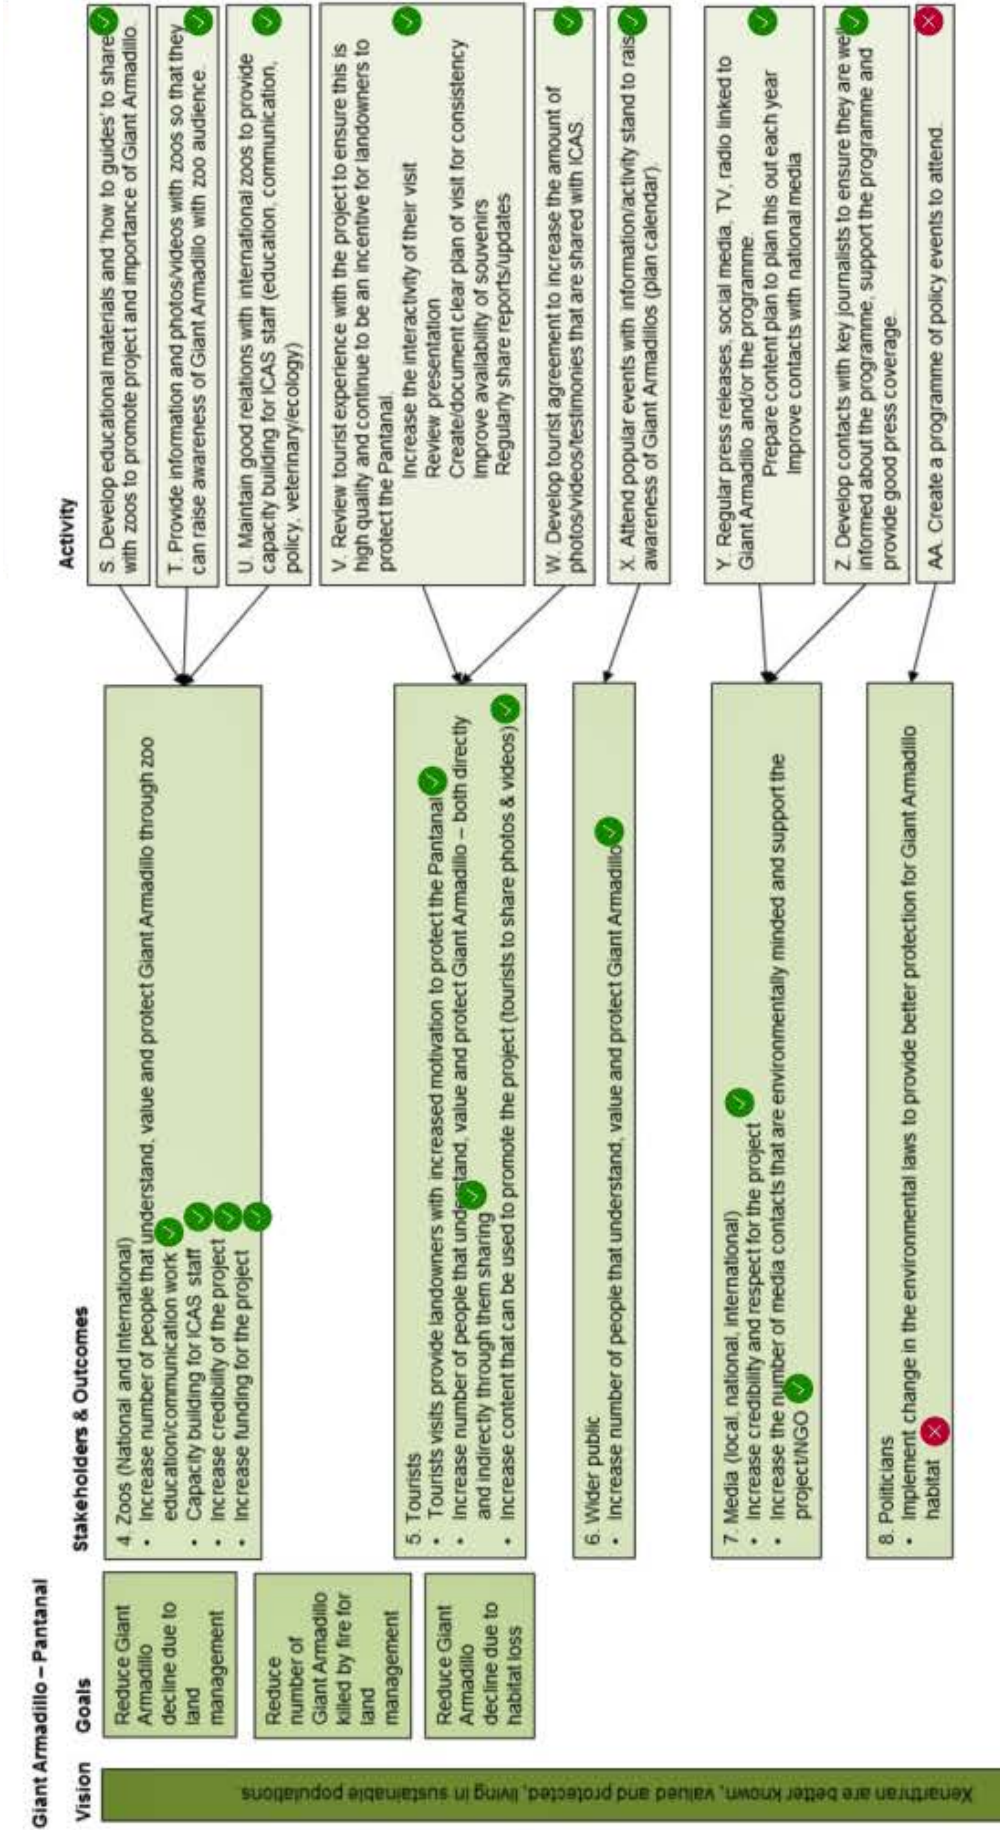 Giant Armadillo – Pantanal
Vision
Goals
Stakeholders & Outcomes
Activity
Xenarthran are better known, valued and protected, living in sustainable populations.
Reduce Giant
Armadillo
decline due to
land
management
Reduce
number of
Giant Armadillo
killed by fire for
land
management
Reduce Giant
Armadillo
decline due to
habitat loss
4. Zoos (National and International)
• Increase number of people that understand, value and protect Giant Armadillo through zoo
education/communication work
• Capacity building for ICAS staff
• Increase credibility of the project
• Increase funding for the project
5. Tourists
• Tourists visits provide landowners with increased motivation to protect the Pantanal
• Increase number of people that understand, value and protect Giant Armadillo – both directly
and indirectly through them sharing
• Increase content that can be used to promote the project (tourists to share photos & videos)
6. Wider public
• Increase number of people that understand, value and protect Giant Armadillo
7. Media (local, national, international)
• Increase credibility and respect for the project
• Increase the number of media contacts that are environmentally minded and support the
project/NGO
8. Politicians
• Implement change in the environmental laws to provide better protection for Giant Armadillo
habitat
S. Develop educational materials and 'how to guides' to share
with zoos to promote project and importance of Giant Armadillo.
T. Provide information and photos/videos with zoos so that they
can raise awareness of Giant Armadillo with zoo audience.
U. Maintain good relations with international zoos to provide
capacity building for ICAS staff (education, communication,
policy, veterinary/ecology)
V. Review tourist experience with the project to ensure this is
high quality and continue to be an incentive for landowners to
protect the Pantanal.
Increase the interactivity of their visit
Review presentation
Create/document clear plan of visit for consistency
Improve availability of souvenirs
Regularly share reports/updates
W. Develop tourist agreement to increase the amount of
photos/videos/testimonies that are shared with ICAS.
X. Attend popular events with information/activity stand to raise
awareness of Giant Armadillos (plan calendar).
Y. Regular press releases, social media, TV, radio linked to
Giant Armadillo and/or the programme.
Prepare content plan to plan this out each year
Improve contacts with national media
Z. Develop contacts with key journalists to ensure they are well
informed about the programme, support the programme and
provide good press coverage
AA. Create a programme of policy events to attend.